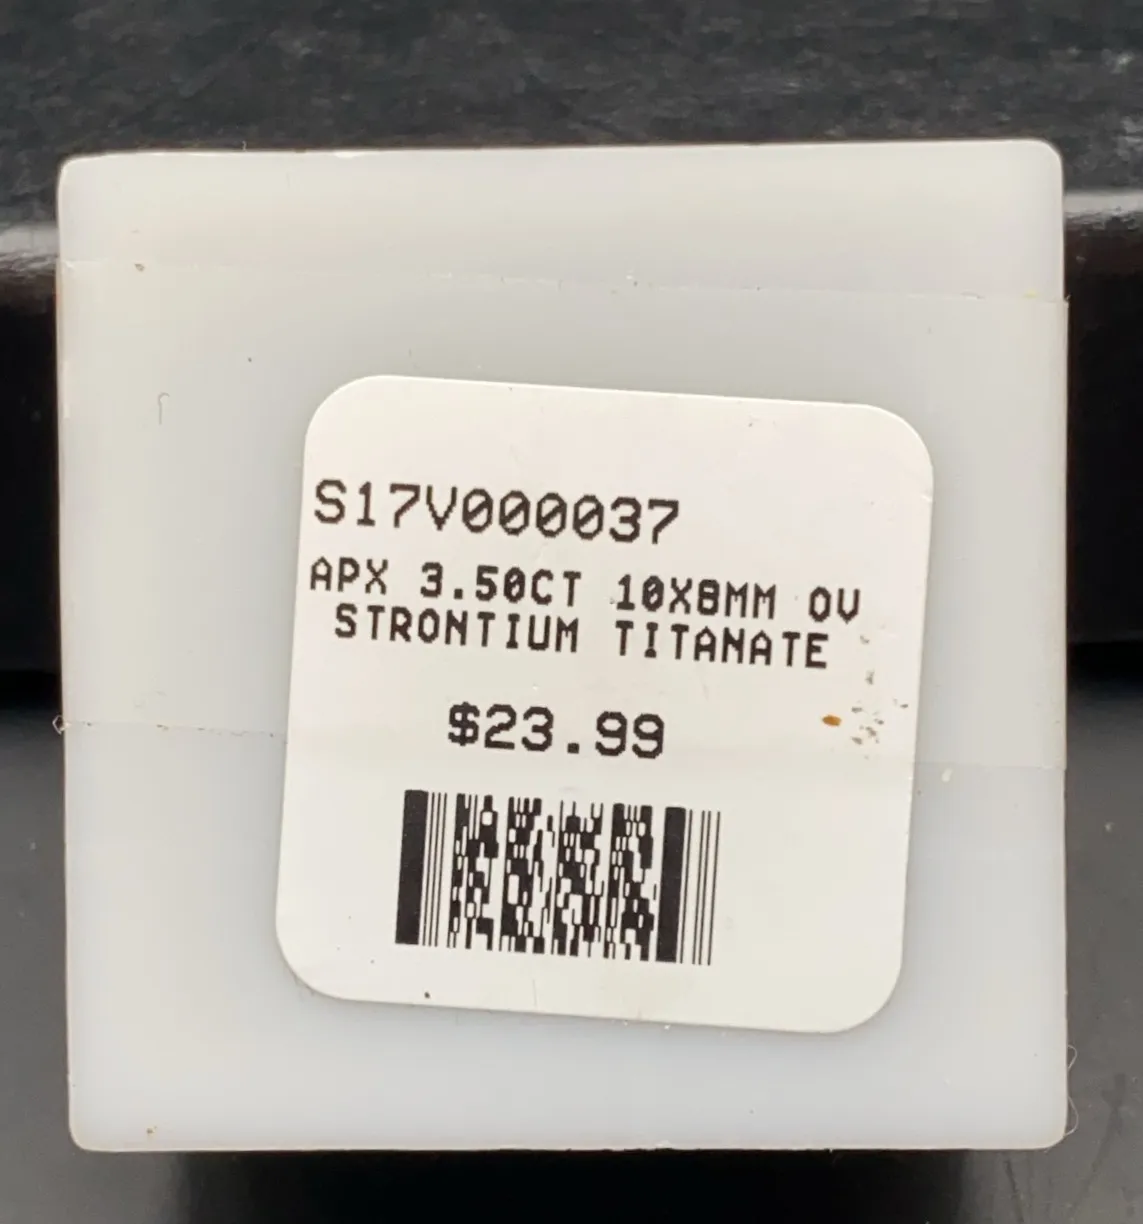 S17V000037
APX 3.50CT 10X8MM OV
STRONTIUM TITANATE
$23.99